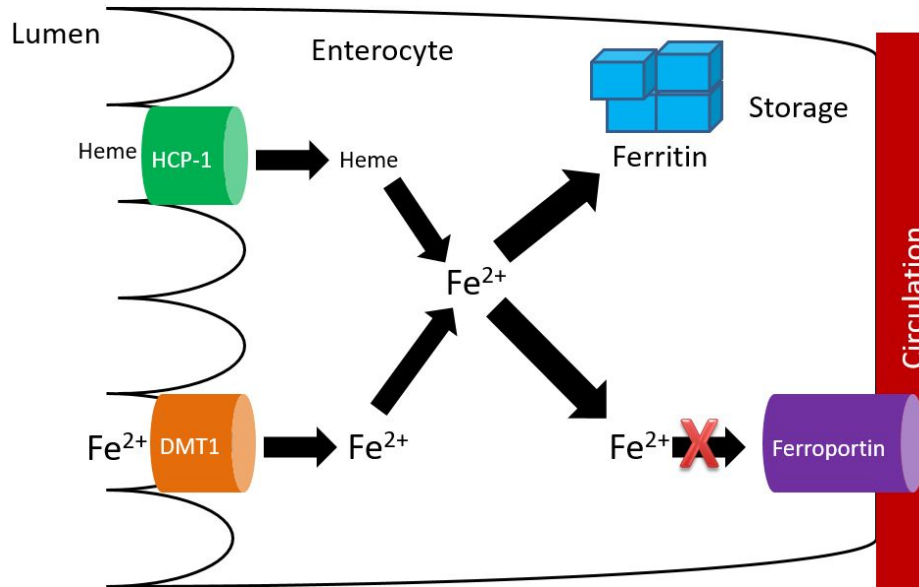 Lumen
Enterocyte
Storage
Ferritin
Heme
HCP-1
Heme
Fe²⁺
Circulation
Fe²⁺
DMT1
Fe²⁺
Fe²⁺
X
Ferroportin